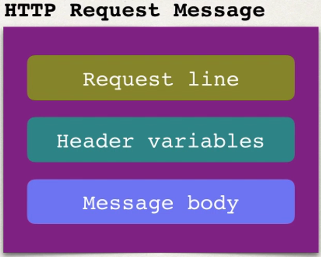 HTTP Request Message
Request line
Header variables
Message body